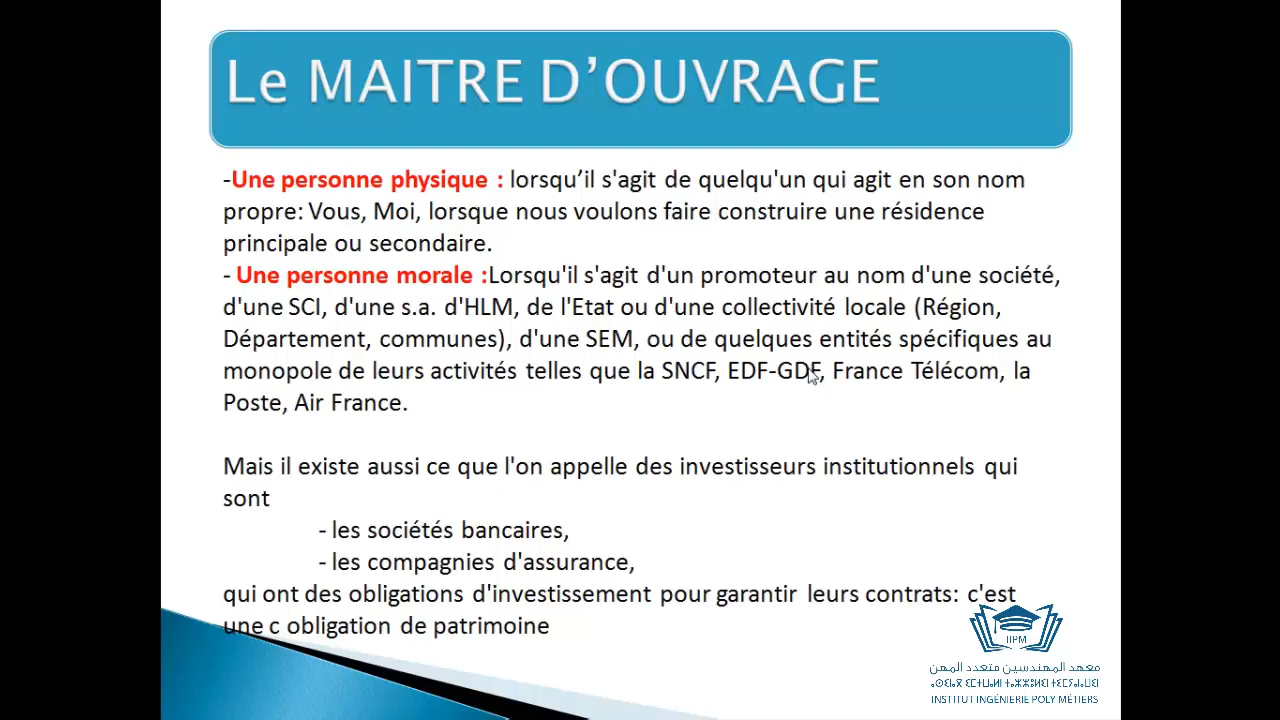 Le MAITRE D’OUVRAGE
-Une personne physique : lorsqu’il s'agit de quelqu'un qui agit en son nom
propre: Vous, Moi, lorsque nous voulons faire construire une résidence
principale ou secondaire.
- Une personne morale :Lorsqu'il s'agit d'un promoteur au nom d'une société,
d'une SCI, d'une s.a. d'HLM, de l'Etat ou d'une collectivité locale (Région,
Département, communes), d'une SEM, ou de quelques entités spécifiques au
monopole de leurs activités telles que la SNCF, EDF-GDF, France Télécom, la
Poste, Air France.
Mais il existe aussi ce que l'on appelle des investisseurs institutionnels qui
sont
- les sociétés bancaires,
- les compagnies d'assurance,
qui ont des obligations d'investissement pour garantir leurs contrats: c'est
une c obligation de patrimoine
IIPM
معهد المهندسين متعدد المهن
INSTITUT INGÉNIERIE POLY MÉTIERS